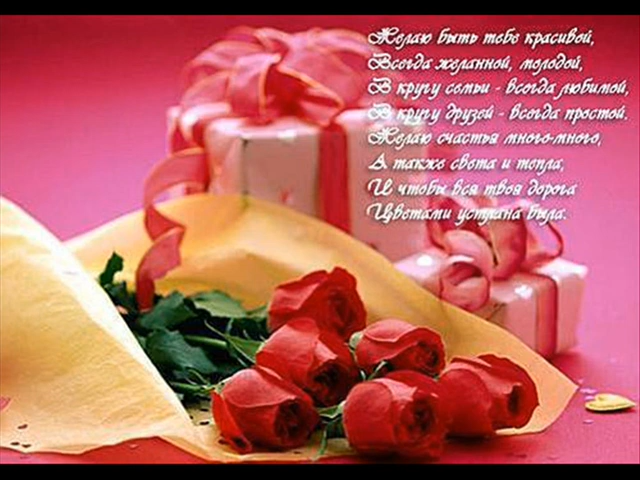 Желаю быть тебе красивой,
Всегда желанной, молодой,
В кругу семьи - всегда любимой,
В кругу друзей - всегда простой.
Желаю счастья много-много,
А также света и тепла,
И чтобы вся твоя дорога
Цветами устлана была.